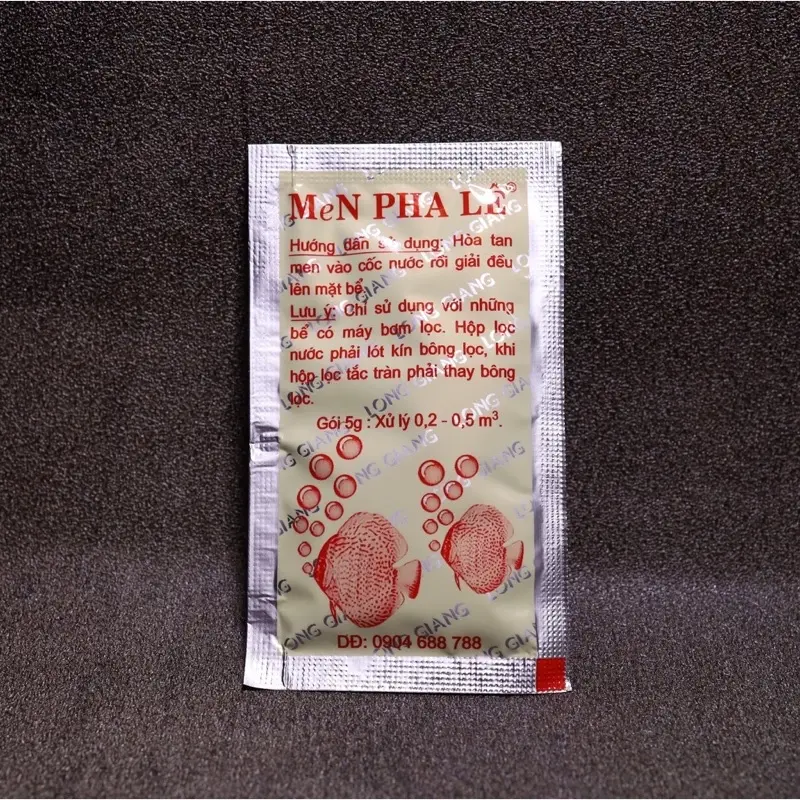 MeN PHA LÊ®
Hướng dẫn sử dụng: Hòa tan
men vào cốc nước rồi giải đều
lên mặt bể.
Lưu ý: Chỉ sử dụng với những
bể có máy bơm lọc. Hộp lọc
nước phải lót kín bông lọc, khi
hộp lọc tắc tràn phải thay bông
lọc.
Gói 5g : Xử lý 0,2 - 0,5 m³.
LONG GIANG
DĐ: 0904 688 788